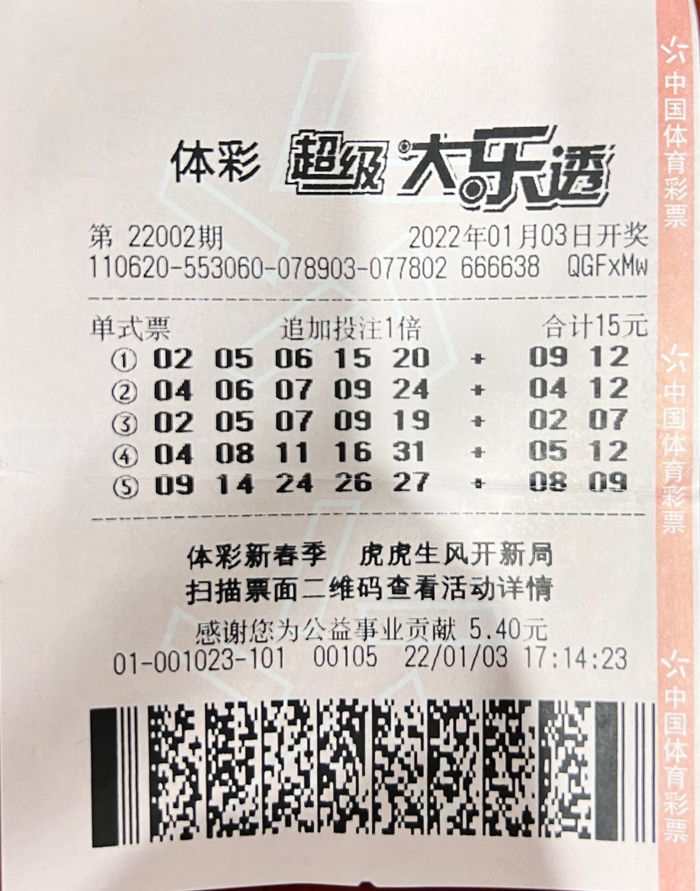 体彩 超级大乐透
第 22002期 2022年01月03日开奖
110620-553060-078903-077802 666638 QGFxMw
单式票 追加投注1倍 合计15元
① 02 05 06 15 20 + 09 12
② 04 06 07 09 24 + 04 12
③ 02 05 07 09 19 + 02 07
④ 04 08 11 16 31 + 05 12
⑤ 09 14 24 26 27 + 08 09
体彩新春季 虎虎生风开新局
扫描票面二维码查看活动详情
感谢您为公益事业贡献 5.40元
01-001023-101 00105 22/01/03 17:14:23
中国体育彩票
中国体育彩票
中国体育彩票